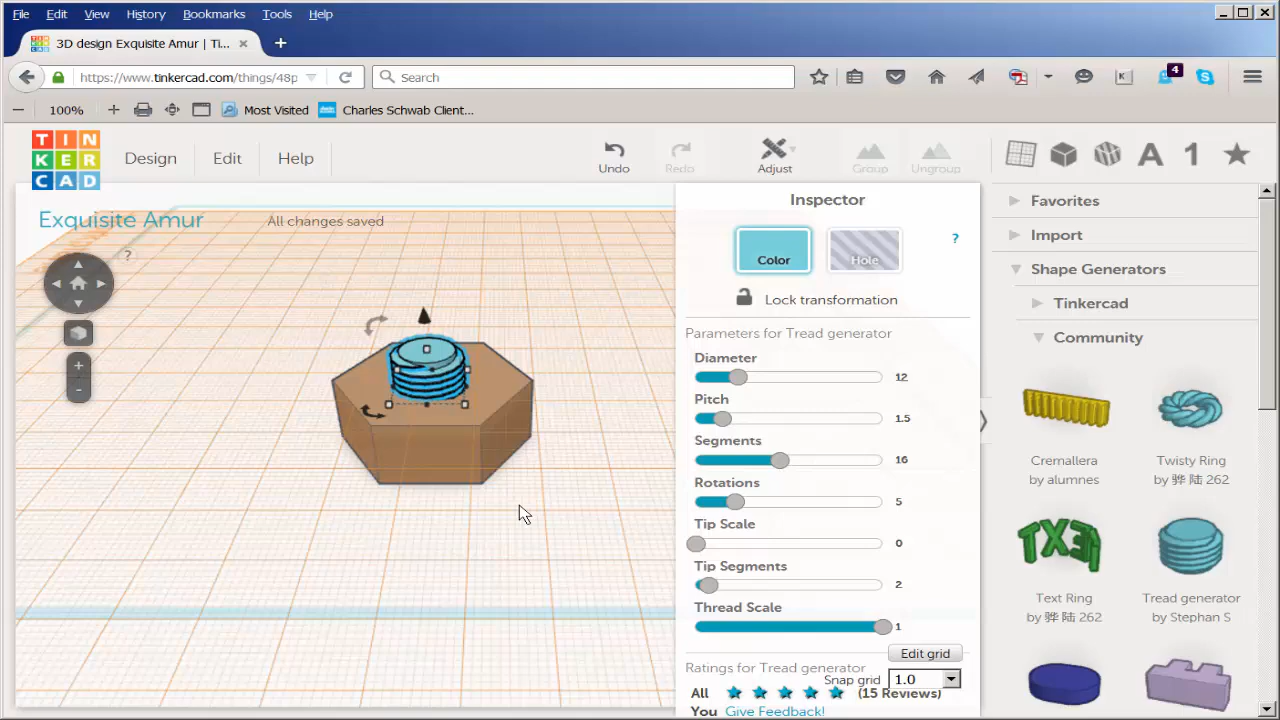 File Edit View History Bookmarks Tools Help
3D design Exquisite Amur | Ti...
https://www.tinkercad.com/things/48p
Search
4
100%
Most Visited
Charles Schwab Client...
TIN
KER
CAD
Design
Edit
Help
Undo
Redo
Adjust
Group
Ungroup
A
1
Exquisite Amur
All changes saved
?
Inspector
Color
Hole
?
Lock transformation
Parameters for Tread generator
Diameter
12
Pitch
1.5
Segments
16
Rotations
5
Tip Scale
0
Tip Segments
2
Thread Scale
1
Edit grid
Ratings for Tread generator
Snap grid 1.0
All (15 Reviews)
You Give Feedback!
Favorites
Import
Shape Generators
Tinkercad
Community
Cremallera
by alumnes
Twisty Ring
by 骅 陆 262
TEXT
Text Ring
by 骅 陆 262
Tread generator
by Stephan S